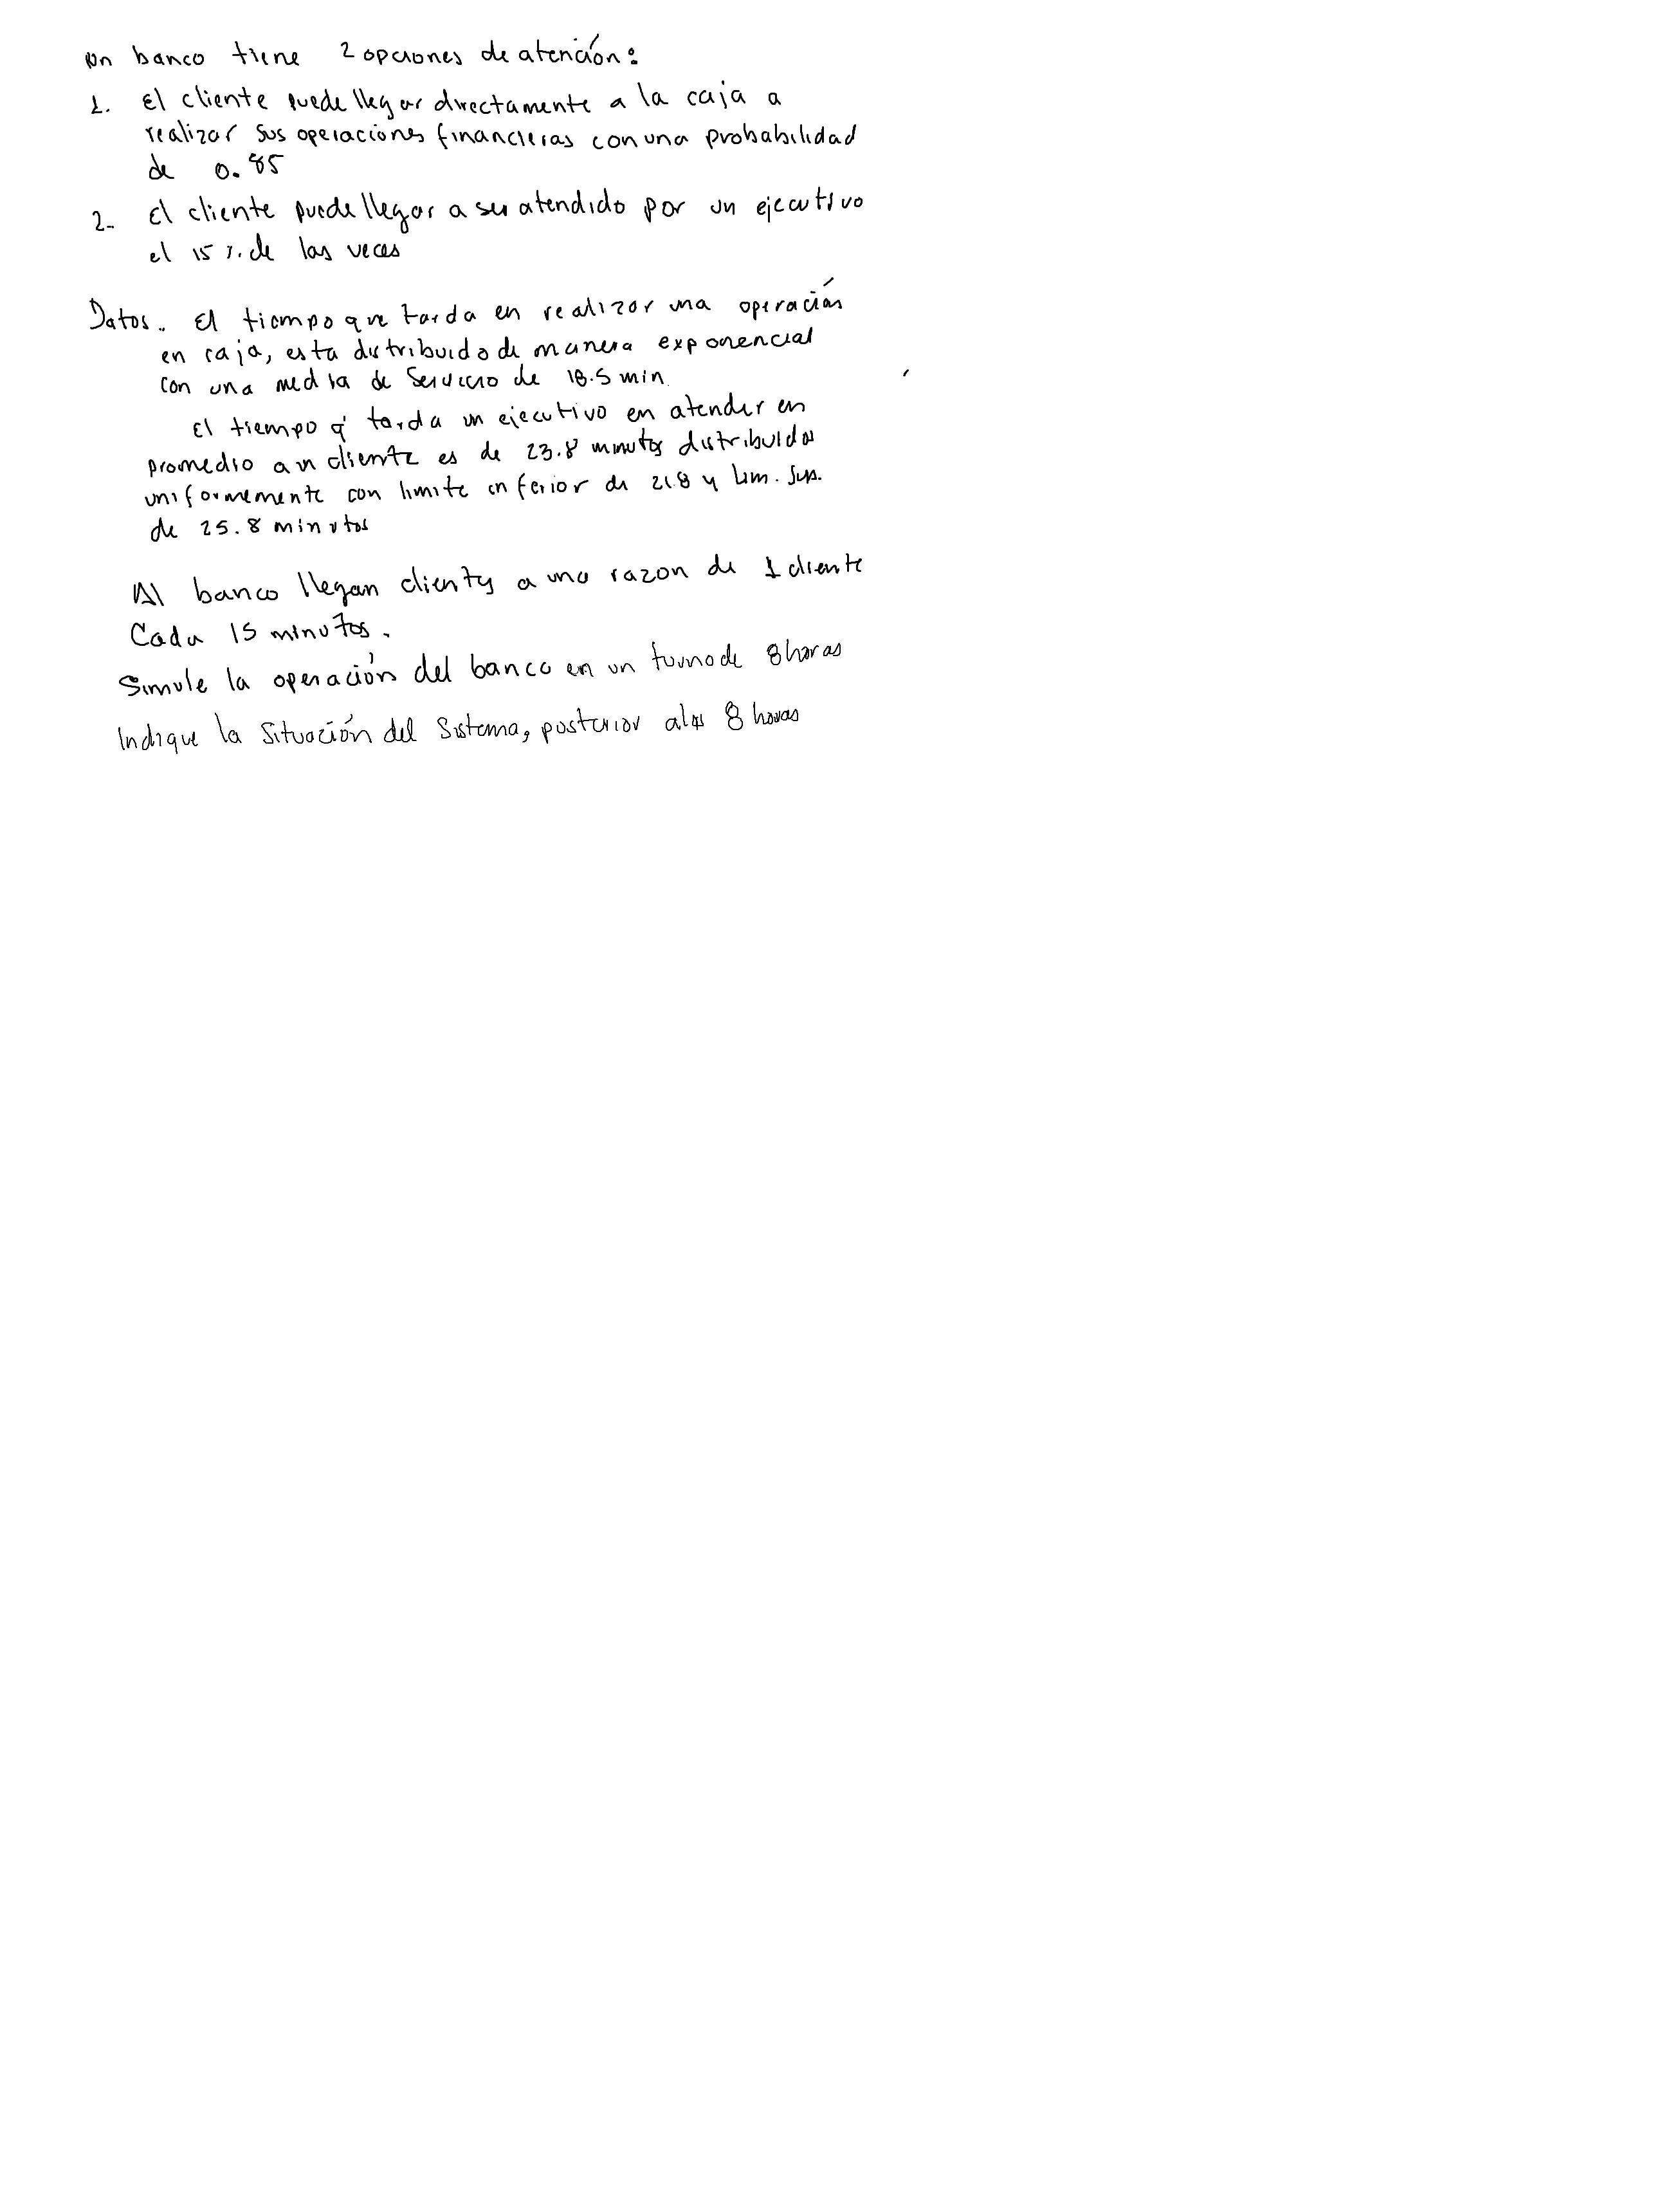 Un banco tiene 2 opciones de atención:
1. El cliente puede llegar directamente a la caja a
realizar sus operaciones financieras con una probabilidad
de 0.85
2- El cliente puede llegar a ser atendido por un ejecutivo
el 15 %. de las veces
Datos.. El tiempo que tarda en realizar una operación
en caja, esta distribuido de manera exponencial
con una media de servicio de 18.5 min.
El tiempo q' tarda un ejecutivo en atender en
promedio a un cliente es de 23.8 minutos distribuidos
uniformemente con limite inferior de 21.8 y Lim. Sup.
de 25.8 minutos
Al banco llegan clientes a una razon de 1 cliente
Cada 15 minutos.
Simule la operación del banco en un turno de 8 horas
Indique la Situación del Sistema, posterior a las 8 horas